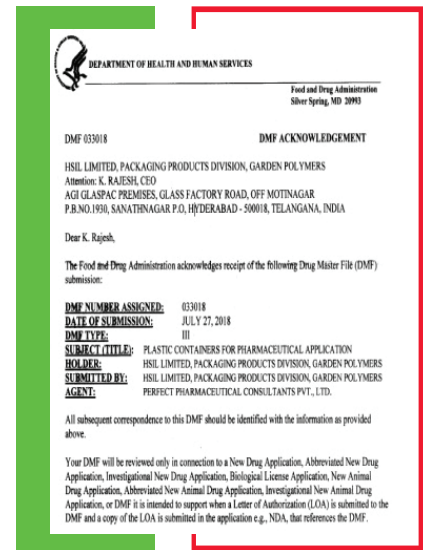 DEPARTMENT OF HEALTH AND HUMAN SERVICES
Food and Drug Administration
Silver Spring, MD 20993
DMF 033018 DMF ACKNOWLEDGEMENT
HSIL LIMITED, PACKAGING PRODUCTS DIVISION, GARDEN POLYMERS
Attention: K. RAJESH, CEO
AGI GLASPAC PREMISES, GLASS FACTORY ROAD, OFF MOTINAGAR
P.B.NO.1930, SANATHNAGAR P.O, HYDERABAD - 500018, TELANGANA, INDIA
Dear K. Rajesh,
The Food and Drug Administration acknowledges receipt of the following Drug Master File (DMF)
submission:
DMF NUMBER ASSIGNED: 033018
DATE OF SUBMISSION: JULY 27, 2018
DMF TYPE: III
SUBJECT (TITLE): PLASTIC CONTAINERS FOR PHARMACEUTICAL APPLICATION
HOLDER: HSIL LIMITED, PACKAGING PRODUCTS DIVISION, GARDEN POLYMERS
SUBMITTED BY: HSIL LIMITED, PACKAGING PRODUCTS DIVISION, GARDEN POLYMERS
AGENT: PERFECT PHARMACEUTICAL CONSULTANTS PVT., LTD.
All subsequent correspondence to this DMF should be identified with the information as provided
above.
Your DMF will be reviewed only in connection to a New Drug Application, Abbreviated New Drug
Application, Investigational New Drug Application, Biological License Application, New Animal
Drug Application, Abbreviated New Animal Drug Application, Investigational New Animal Drug
Application, or DMF it is intended to support when a Letter of Authorization (LOA) is submitted to the
DMF and a copy of the LOA is submitted in the application e.g., NDA, that references the DMF.